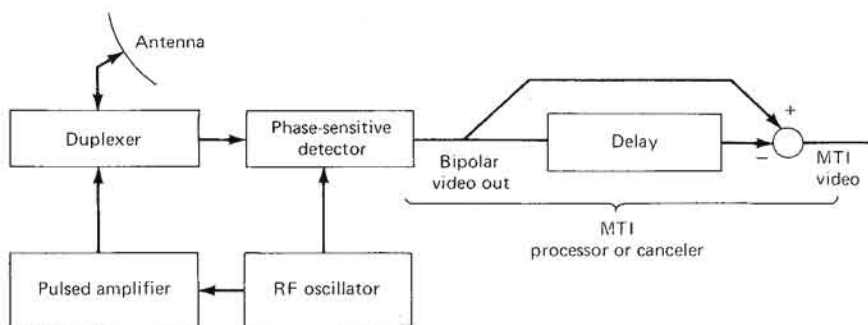 Antenna
Duplexer
Phase-sensitive
detector
Delay
+
−
Bipolar
video out
MTI
video
MTI
processor or canceler
Pulsed amplifier
RF oscillator